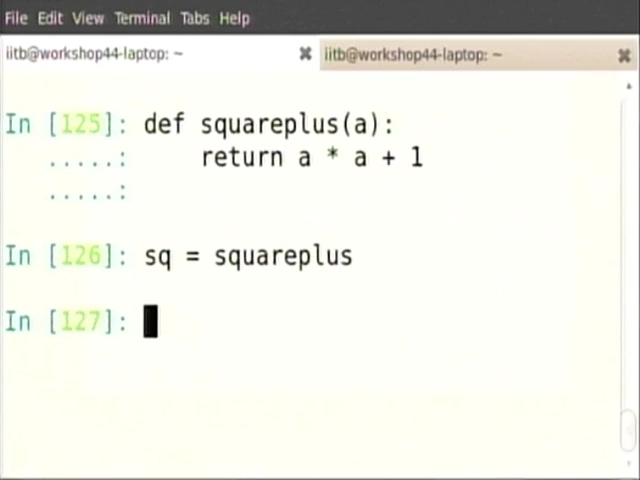 File Edit View Terminal Tabs Help
iitb@workshop44-laptop: ~ iitb@workshop44-laptop: ~
In [125]: def squareplus(a):
.....: return a * a + 1
.....:
In [126]: sq = squareplus
In [127]: